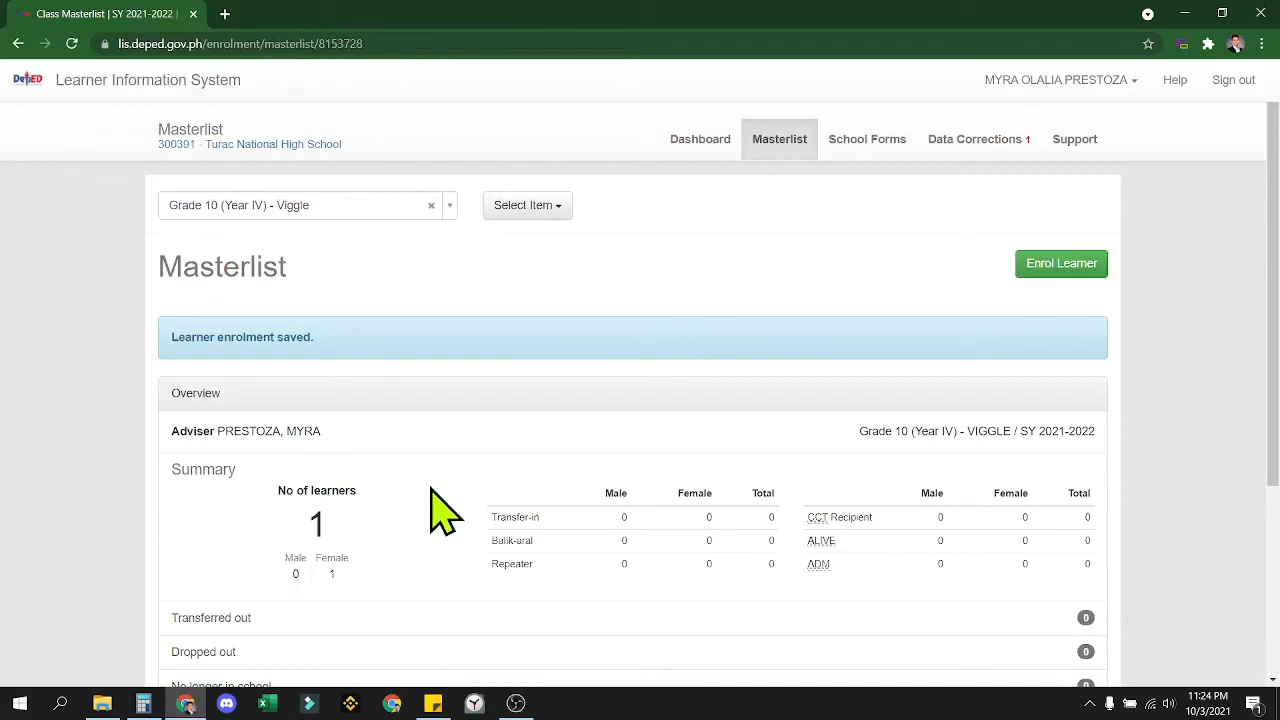 Class Masterlist | SY 2021-2022
lis.deped.gov.ph/enrolment/masterlist/8153728
DepED Learner Information System
MYRA OLALIA PRESTOZA Help Sign out
Masterlist
300391 - Turac National High School
Dashboard Masterlist School Forms Data Corrections 1 Support
Grade 10 (Year IV) - Viggle
Select Item
Masterlist
Enrol Learner
Learner enrolment saved.
Overview
Adviser PRESTOZA, MYRA Grade 10 (Year IV) - VIGGLE / SY 2021-2022
Summary
No of learners
1
Male Female
0 1
Male Female Total
Transfer-in 0 0 0
Balik-aral 0 0 0
Repeater 0 0 0
Male Female Total
CCT Recipient 0 0 0
ALIVE 0 0 0
ADM 0 0 0
Transferred out 0
Dropped out 0
No longer in school 0
11:24 PM
10/3/2021